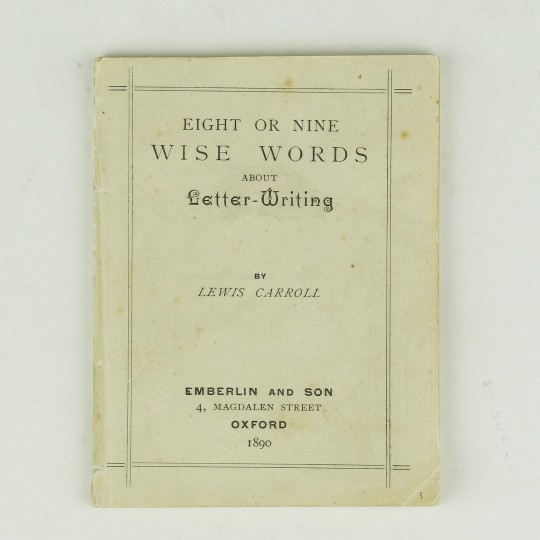 EIGHT OR NINE
WISE WORDS
ABOUT
Letter-Writing
BY
LEWIS CARROLL
EMBERLIN AND SON
4, MAGDALEN STREET
OXFORD
1890